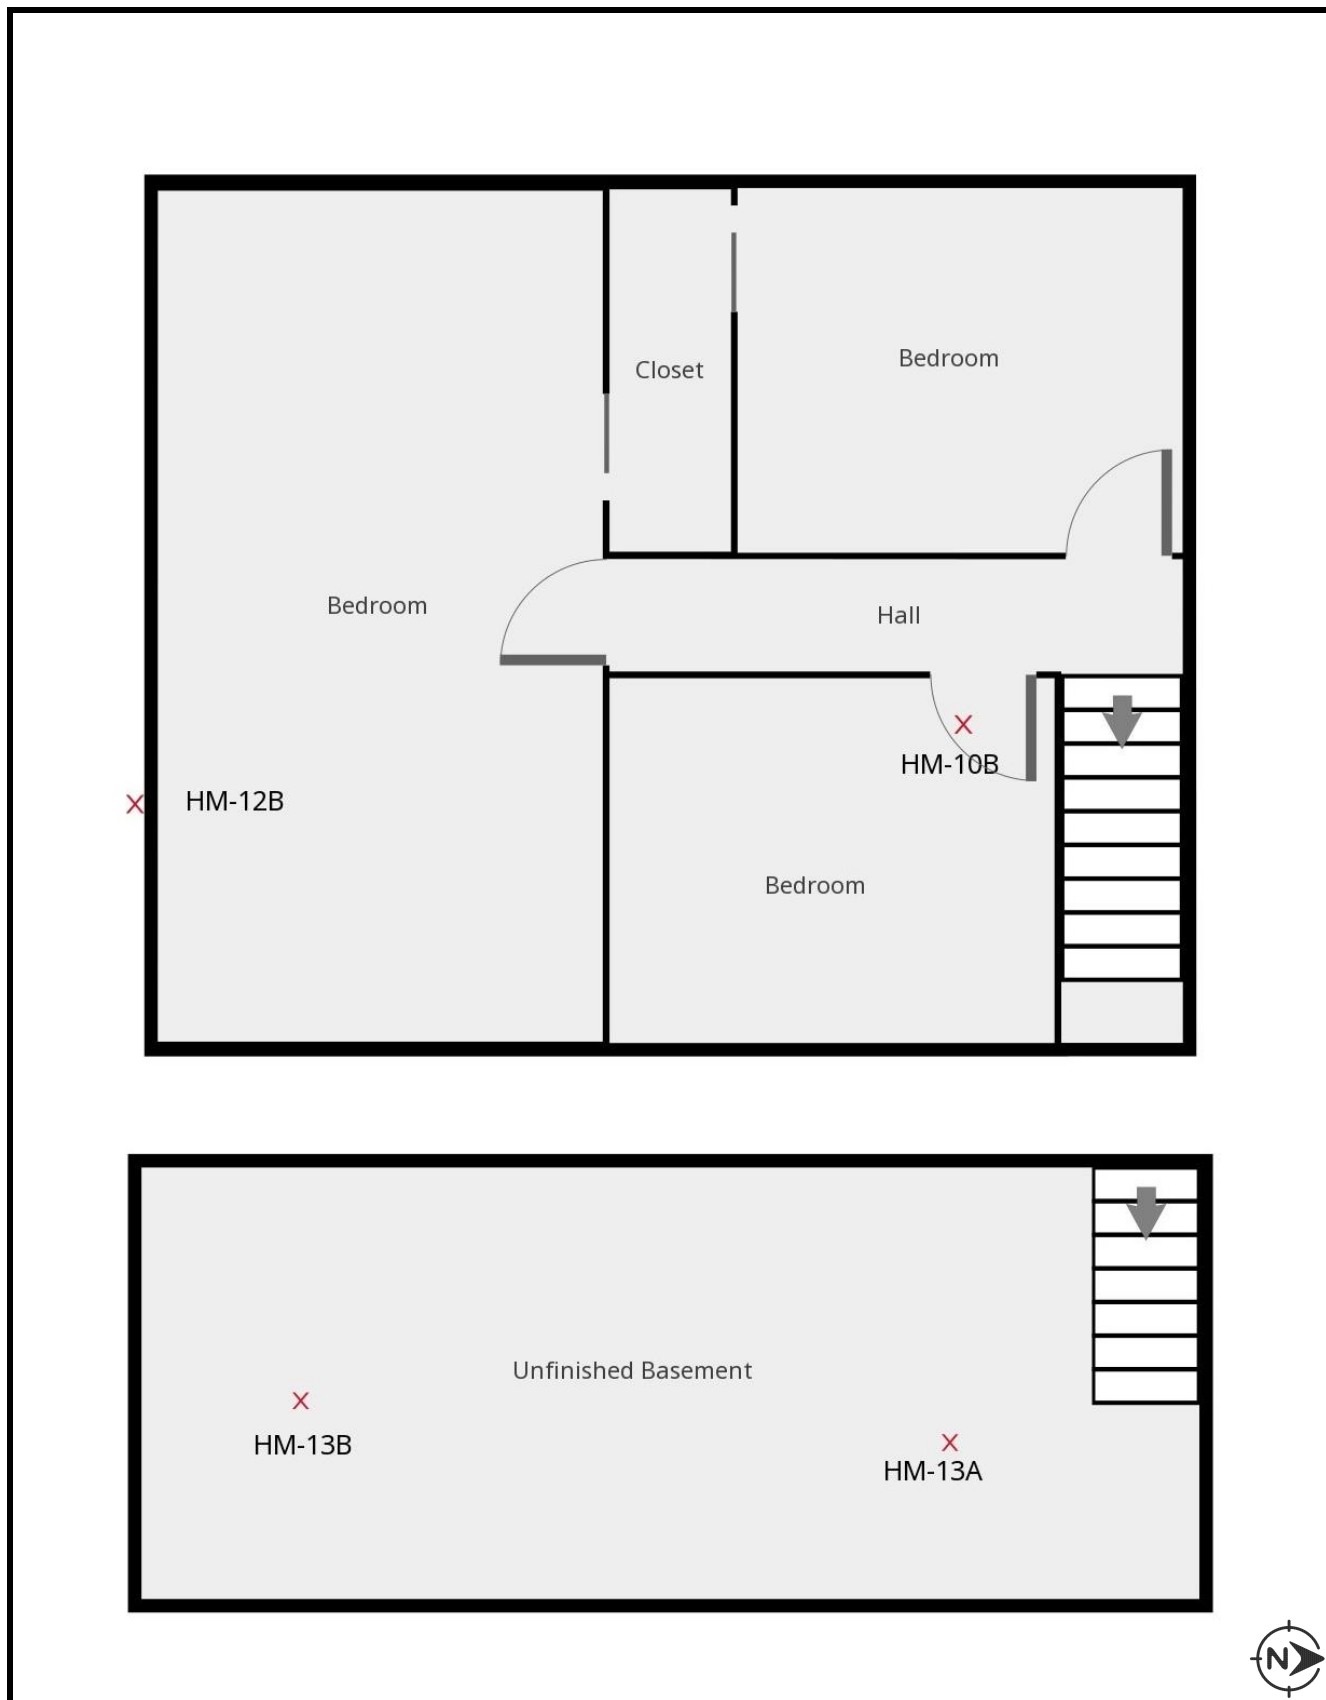 Bedroom
Closet
Bedroom
Hall
HM-10B
HM-12B
Bedroom
Unfinished Basement
HM-13B
HM-13A
N